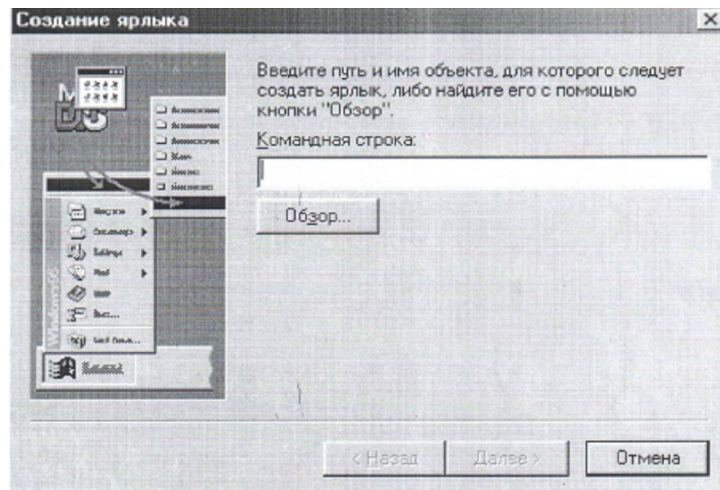 Создание ярлыка
Введите путь и имя объекта, для которого следует
создать ярлык, либо найдите его с помощью
кнопки "Обзор".
Командная строка:
Обзор...
< Назад
Далее >
Отмена